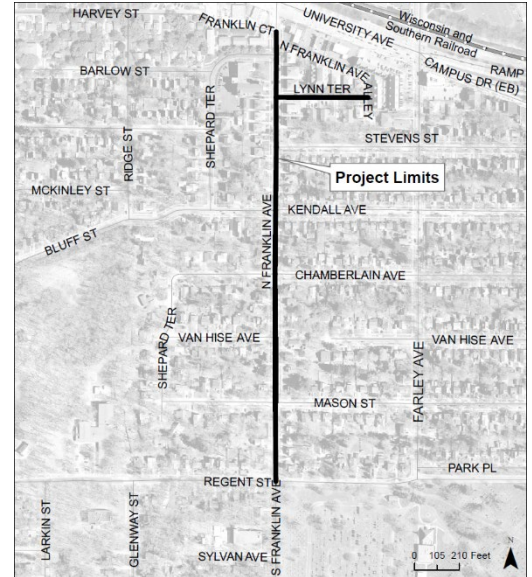 HARVEY ST
FRANKLIN CT
UNIVERSITY AVE
Wisconsin and
Southern Railroad
RAMP
CAMPUS DR (EB)
N FRANKLIN AVE
BARLOW ST
LYNN TER
ALLEY
SHEPARD TER
RIDGE ST
STEVENS ST
Project Limits
MCKINLEY ST
KENDALL AVE
BLUFF ST
N FRANKLIN AVE
CHAMBERLAIN AVE
SHEPARD TER
VAN HISE AVE
VAN HISE AVE
FARLEY AVE
MASON ST
PARK PL
REGENT ST
LARKIN ST
GLENWAY ST
S FRANKLIN AVE
SYLVAN AVE
0 105 210 Feet
N